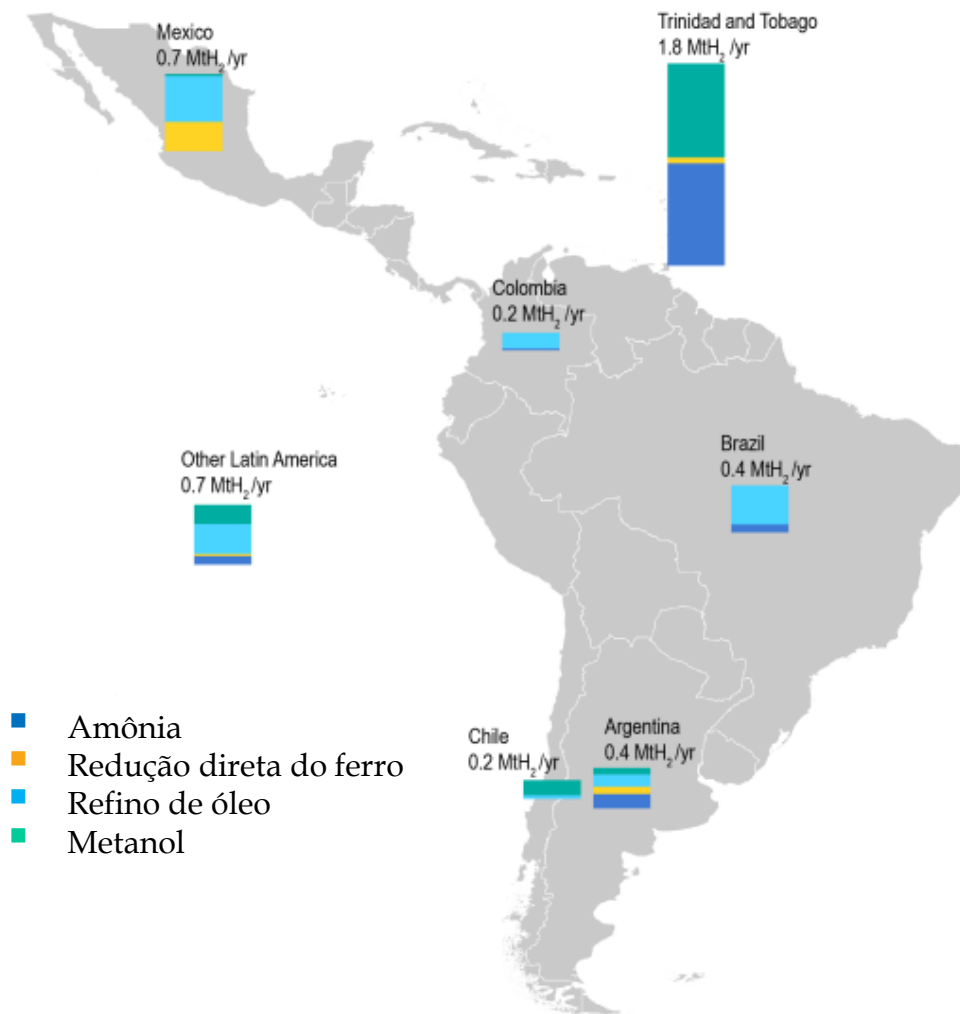 Mexico
0.7 MtH₂/yr
Trinidad and Tobago
1.8 MtH₂/yr
Colombia
0.2 MtH₂/yr
Other Latin America
0.7 MtH₂/yr
Brazil
0.4 MtH₂/yr
Chile
0.2 MtH₂/yr
Argentina
0.4 MtH₂/yr
Amônia
Redução direta do ferro
Refino de óleo
Metanol